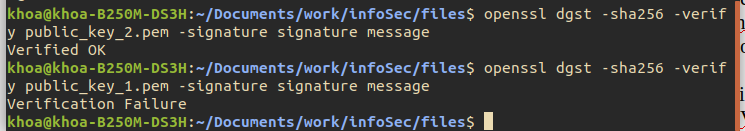 khoa@khoa-B250M-DS3H:~/Documents/work/infoSec/files$ openssl dgst -sha256 -verif
y public_key_2.pem -signature signature message
Verified OK
khoa@khoa-B250M-DS3H:~/Documents/work/infoSec/files$ openssl dgst -sha256 -verif
y public_key_1.pem -signature signature message
Verification Failure
khoa@khoa-B250M-DS3H:~/Documents/work/infoSec/files$